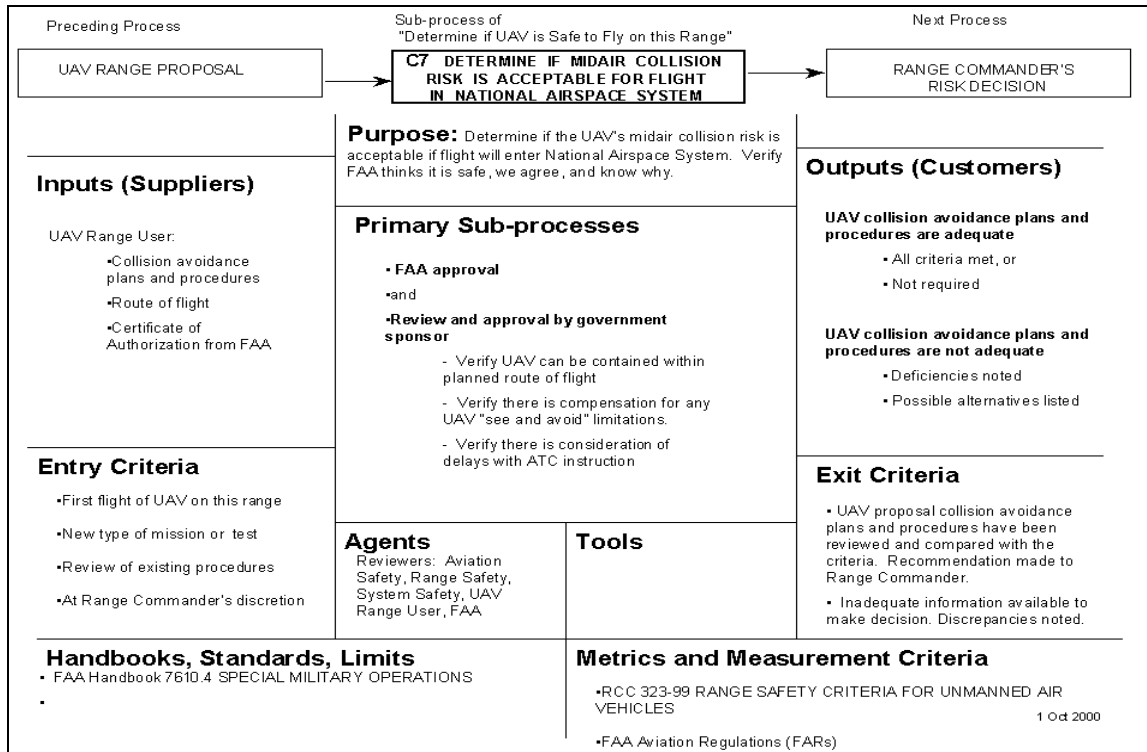 Preceding Process
UAV RANGE PROPOSAL
Sub-process of
"Determine if UAV is Safe to Fly on this Range"
C7 DETERMINE IF MIDAIR COLLISION
RISK IS ACCEPTABLE FOR FLIGHT
IN NATIONAL AIRSPACE SYSTEM
Next Process
RANGE COMMANDER'S
RISK DECISION
Purpose: Determine if the UAV's midair collision risk is
acceptable if flight will enter National Airspace System. Verify
FAA thinks it is safe, we agree, and know why.
Inputs (Suppliers)
UAV Range User:
•Collision avoidance
plans and procedures
•Route of flight
•Certificate of
Authorization from FAA
Entry Criteria
•First flight of UAV on this range
•New type of mission or test
•Review of existing procedures
•At Range Commander's discretion
Primary Sub-processes
• FAA approval
•and
•Review and approval by government
sponsor
- Verify UAV can be contained within
planned route of flight
- Verify there is compensation for any
UAV "see and avoid" limitations.
- Verify there is consideration of
delays with ATC instruction
Agents
Reviewers: Aviation
Safety, Range Safety,
System Safety, UAV
Range User, FAA
Tools
Outputs (Customers)
UAV collision avoidance plans and
procedures are adequate
•All criteria met, or
•Not required
UAV collision avoidance plans and
procedures are not adequate
•Deficiencies noted
•Possible alternatives listed
Exit Criteria
• UAV proposal collision avoidance
plans and procedures have been
reviewed and compared with the
criteria. Recommendation made to
Range Commander.
• Inadequate information available to
make decision. Discrepancies noted.
Handbooks, Standards, Limits
• FAA Handbook 7610.4 SPECIAL MILITARY OPERATIONS
•
Metrics and Measurement Criteria
•RCC 323-99 RANGE SAFETY CRITERIA FOR UNMANNED AIR
VEHICLES
1 Oct 2000
•FAA Aviation Regulations (FARs)